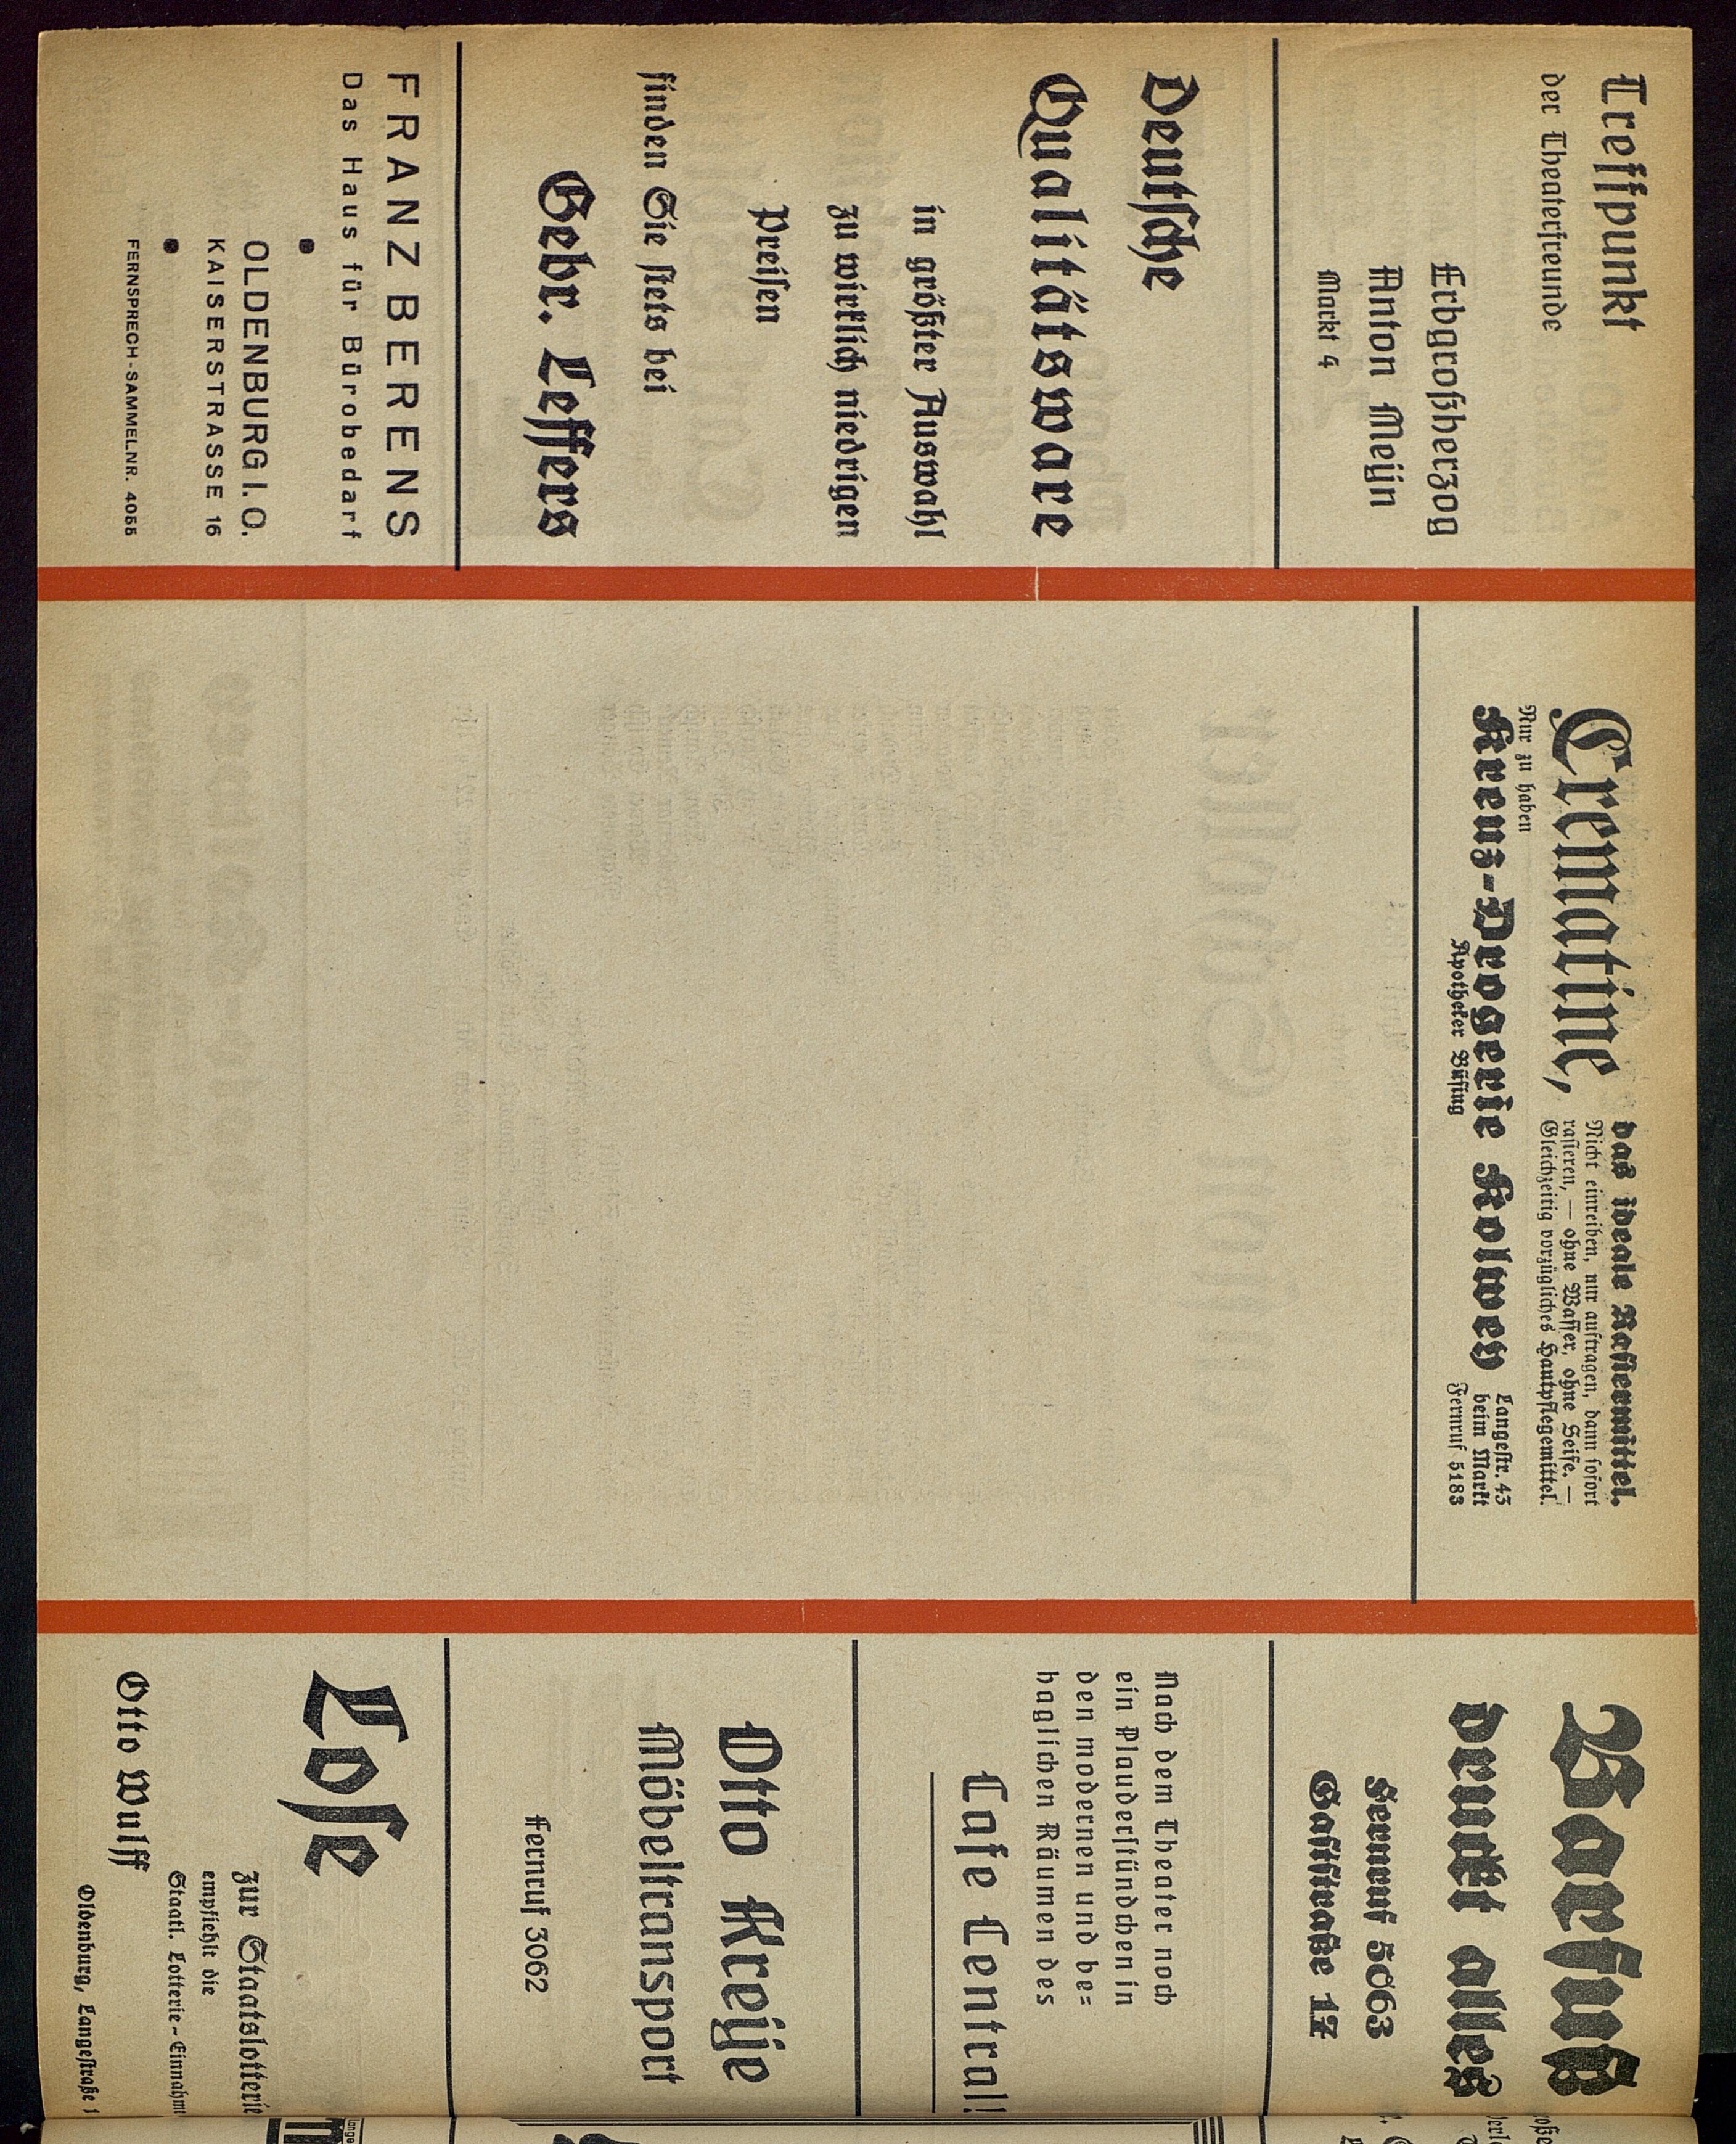 Treffpunkt
der Theaterfreunde
Erbgroßherzog
Anton Meijn
Markt 4
Deutsche
Qualitätsware
in größter Auswahl
zu wirklich niedrigen
Preisen
finden Sie stets bei
Gebr. Leffers
FRANZ BERENS
Das Haus für Bürobedarf
OLDENBURG I. O.
KAISERSTRASSE 16
FERNSPRECH-SAMMELNR. 4055
Crematine,
das ideale Rasiermittel.
Nicht einreiben, nur auftragen, dann sofort
rasieren, — ohne Wasser, ohne Seife. —
Gleichzeitig vorzügliches Hautpflegemittel.
Nur zu haben
Kreuz-Drogerie Kolwey
Apotheker Büsing
Langestr. 43
beim Markt
Fernruf 5183
Barfuß
druckt alles
Fernruf 5063
Gaststraße 17
Nach dem Theater noch
ein Plauderstündchen in
den modernen und be=
haglichen Räumen des
Cafe Central!
Otto Kreije
Möbeltransport
Fernruf 3062
Lose
zur Staatslotterie
empfiehlt die
Staatl. Lotterie-Einnahme
Otto Wulff
Oldenburg, Langestraße 1